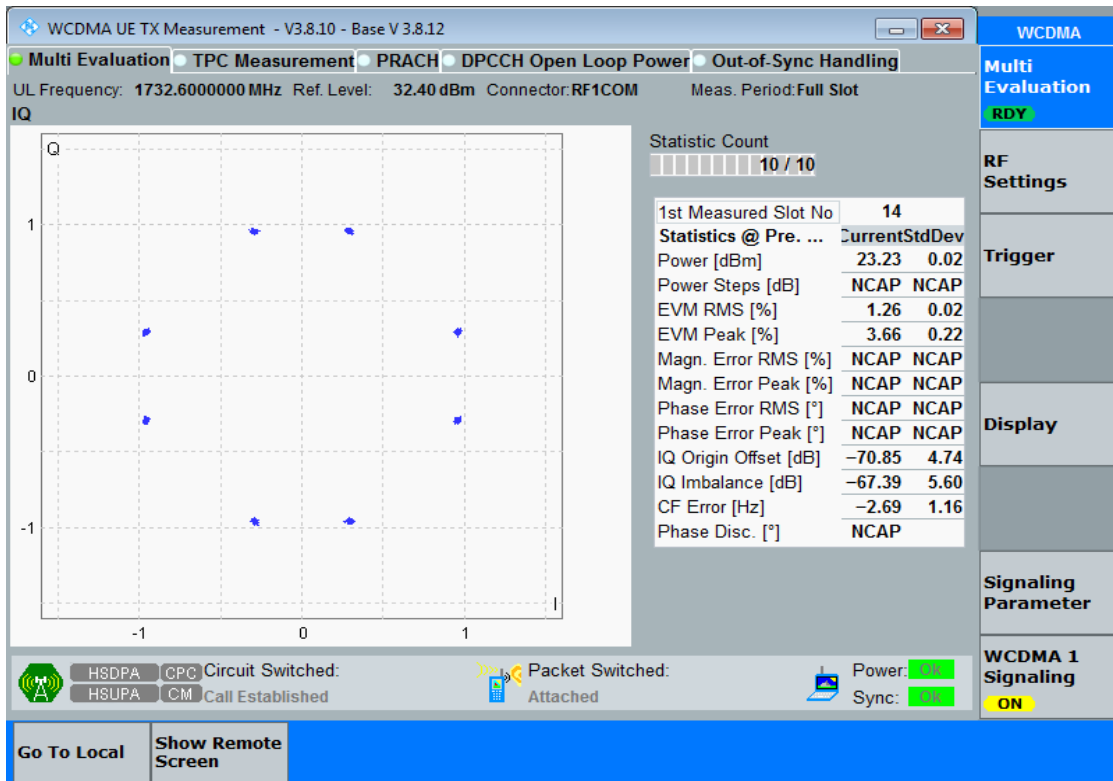 WCDMA UE TX Measurement - V3.8.10 - Base V 3.8.12
WCDMA
Multi Evaluation TPC Measurement PRACH DPCCH Open Loop Power Out-of-Sync Handling
Multi
Evaluation
RDY
UL Frequency: 1732.6000000 MHz Ref. Level: 32.40 dBm Connector:RF1COM Meas. Period:Full Slot
IQ
Q
1
0
-1
-1 0 1
I
Statistic Count
10 / 10
1st Measured Slot No 14
Statistics @ Pre. ... CurrentStdDev
Power [dBm] 23.23 0.02
Power Steps [dB] NCAP NCAP
EVM RMS [%] 1.26 0.02
EVM Peak [%] 3.66 0.22
Magn. Error RMS [%] NCAP NCAP
Magn. Error Peak [%] NCAP NCAP
Phase Error RMS [°] NCAP NCAP
Phase Error Peak [°] NCAP NCAP
IQ Origin Offset [dB] −70.85 4.74
IQ Imbalance [dB] −67.39 5.60
CF Error [Hz] −2.69 1.16
Phase Disc. [°] NCAP
RF
Settings
Trigger
Display
Signaling
Parameter
WCDMA 1
Signaling
ON
HSDPA CPC Circuit Switched:
HSUPA CM Call Established
Packet Switched:
Attached
Power: Ok
Sync: Ok
Go To Local
Show Remote
Screen